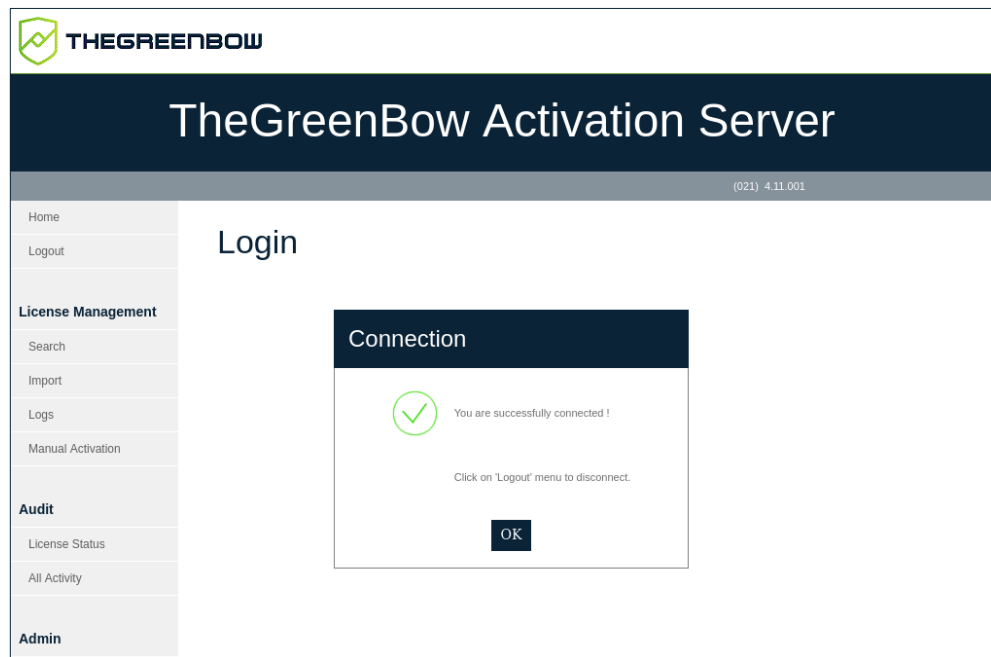 THEGREENBOW
TheGreenBow Activation Server
(021) 4.11.001
Home
Logout
License Management
Search
Import
Logs
Manual Activation
Audit
License Status
All Activity
Admin
Login
Connection
You are successfully connected !
Click on 'Logout' menu to disconnect.
OK